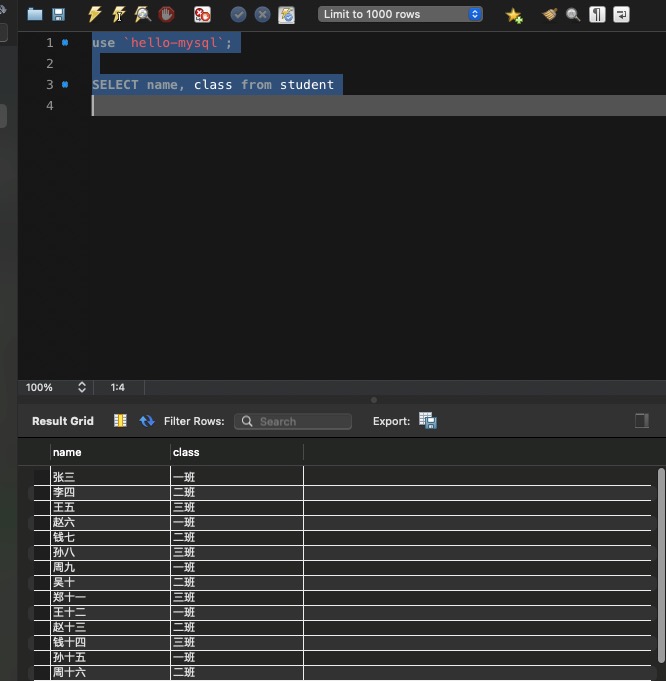 Limit to 1000 rows
1 use `hello-mysql`;
2
3 SELECT name, class from student
4
100% 1:4
Result Grid Filter Rows: Search Export:
name class
张三 一班
李四 二班
王五 三班
赵六 一班
钱七 二班
孙八 三班
周九 一班
吴十 二班
郑十一 三班
王十二 一班
赵十三 二班
钱十四 三班
孙十五 一班
周十六 二班